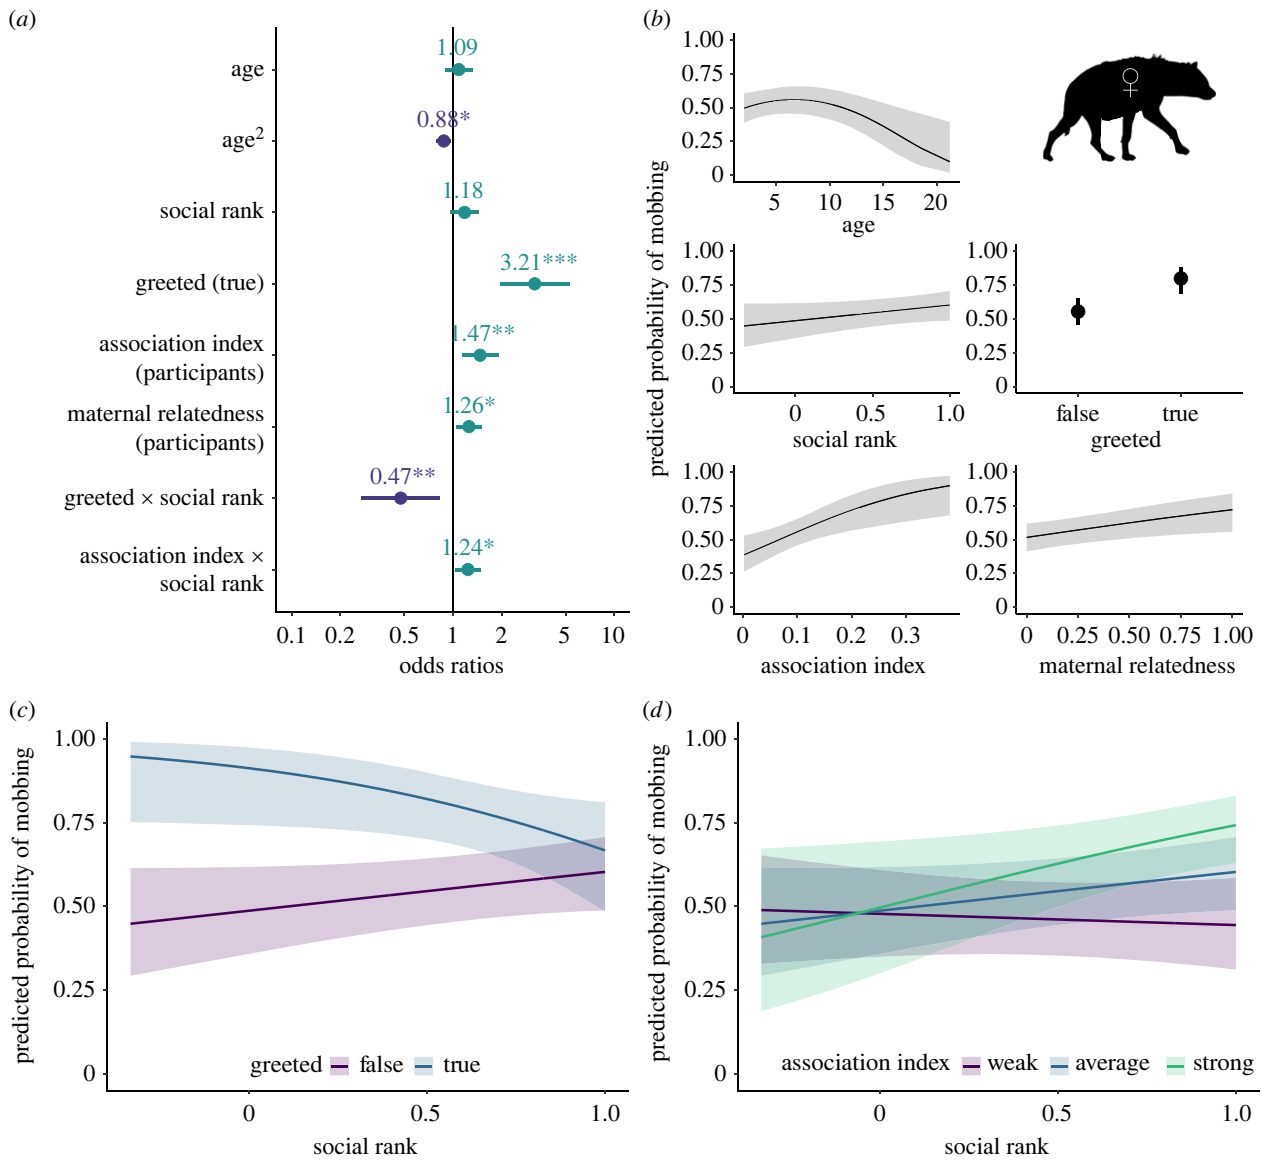 (a)
1.09
age
0.88*
age2
1.18
social rank
3.21***
greeted (true)
1.47**
association index
(participants)
1.26*
maternal relatedness
(participants)
0.47**
greeted × social rank
1.24*
association index ×
social rank
0.1 0.2 0.5 1 2 5 10
odds ratios
(b)
predicted probability of mobbing
1.00
0.75
0.50
0.25
0
5 10 15 20
age
♀
1.00
0.75
0.50
0.25
0
0 0.5 1.0
social rank
1.00
0.75
0.50
0.25
0
false true
greeted
1.00
0.75
0.50
0.25
0
0 0.1 0.2 0.3
association index
1.00
0.75
0.50
0.25
0
0 0.25 0.50 0.75 1.00
maternal relatedness
(c)
predicted probability of mobbing
1.00
0.75
0.50
0.25
0
greeted false true
0 0.5 1.0
social rank
(d)
predicted probability of mobbing
1.00
0.75
0.50
0.25
0
association index weak average strong
0 0.5 1.0
social rank